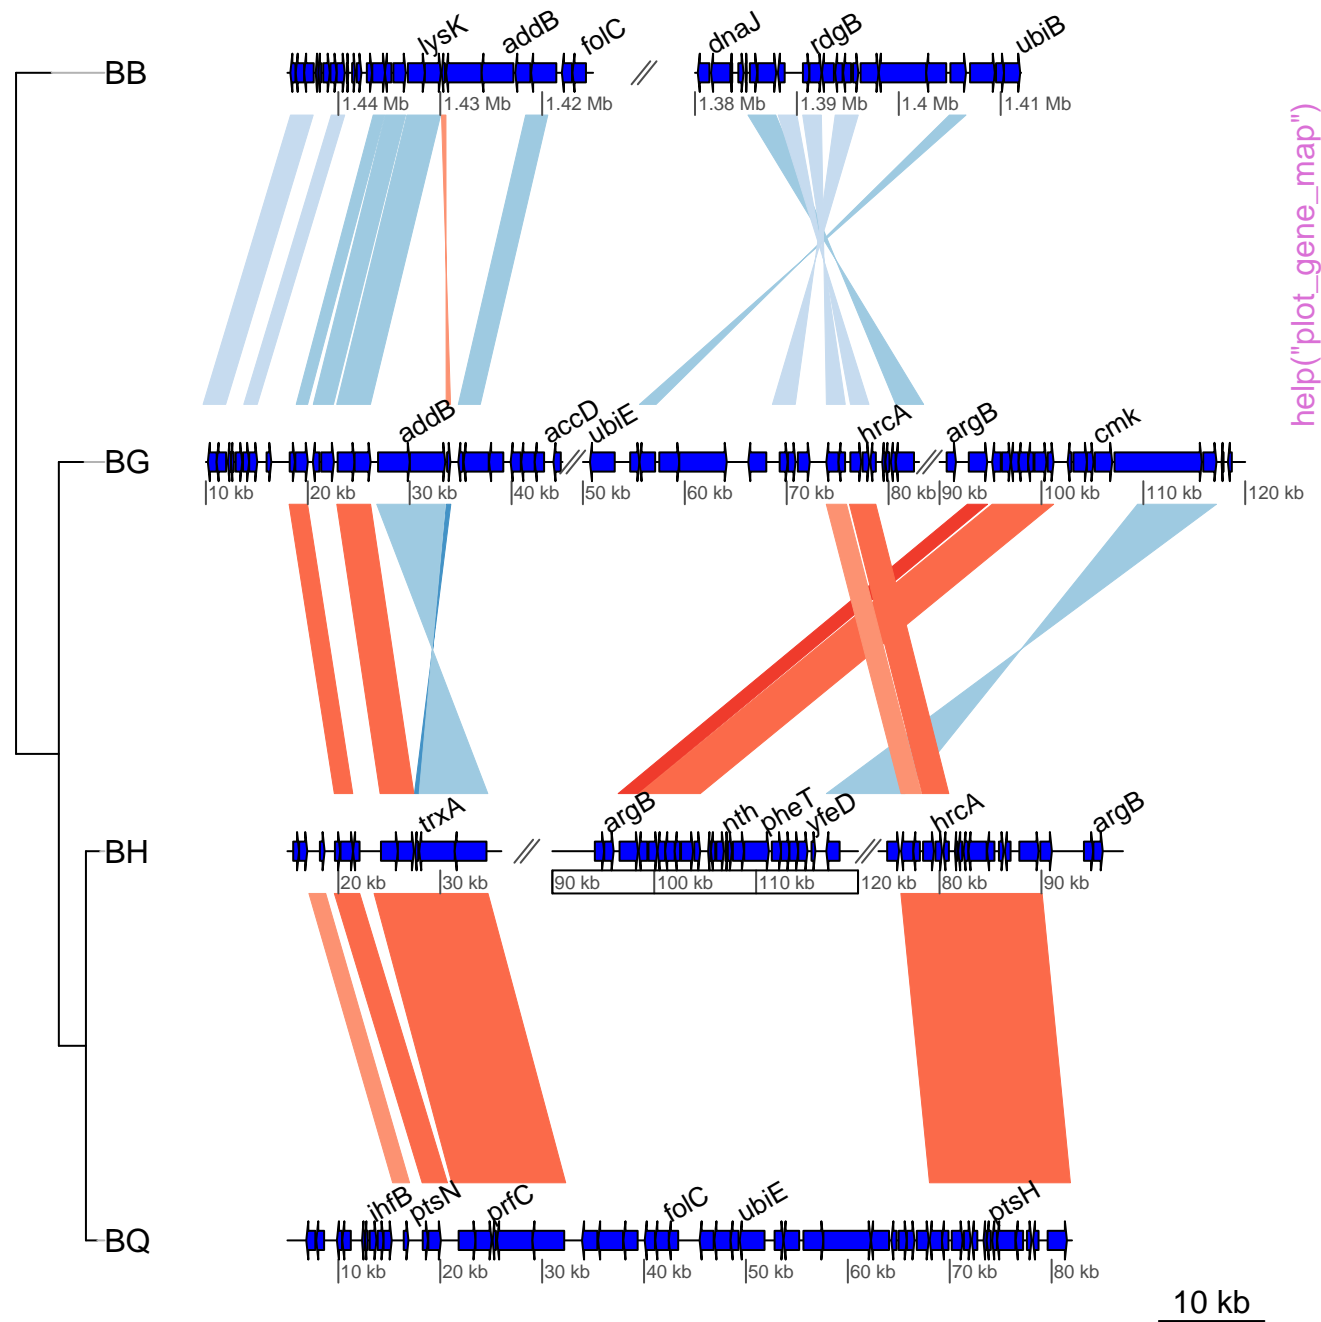 lysK addB folC dnaJ rdgB ubiB
BB
1.44 Mb 1.43 Mb 1.42 Mb 1.38 Mb 1.39 Mb 1.4 Mb 1.41 Mb
help("plot_gene_map")
addB accD ubiE hrcA argB cmk
BG
10 kb 20 kb 30 kb 40 kb 50 kb 60 kb 70 kb 80 kb 90 kb 100 kb 110 kb 120 kb
trxA argB nth pheT yfeD hrcA argB
BH
20 kb 30 kb 90 kb 100 kb 110 kb 120 kb 80 kb 90 kb
ihfB ptsN prfC folC ubiE ptsH
BQ
10 kb 20 kb 30 kb 40 kb 50 kb 60 kb 70 kb 80 kb
10 kb